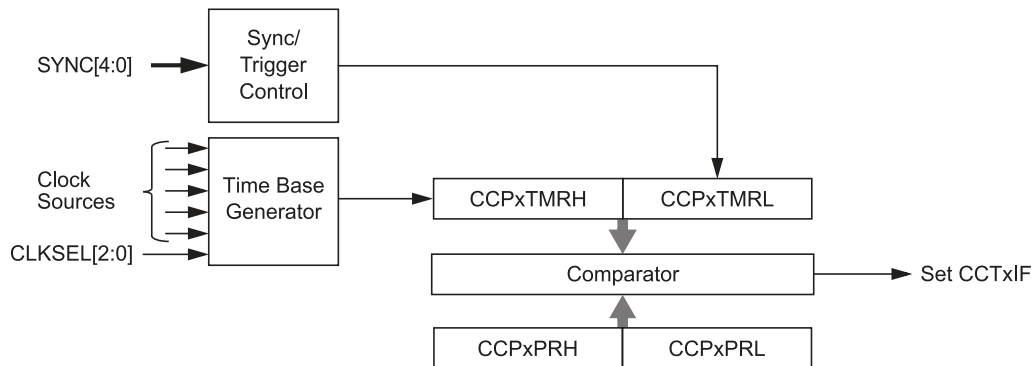 Sync/
Trigger
Control
SYNC[4:0]
Clock
Sources
CLKSEL[2:0]
Time Base
Generator
CCPxTMRH
CCPxTMRL
Comparator
Set CCTxIF
CCPxPRH
CCPxPRL